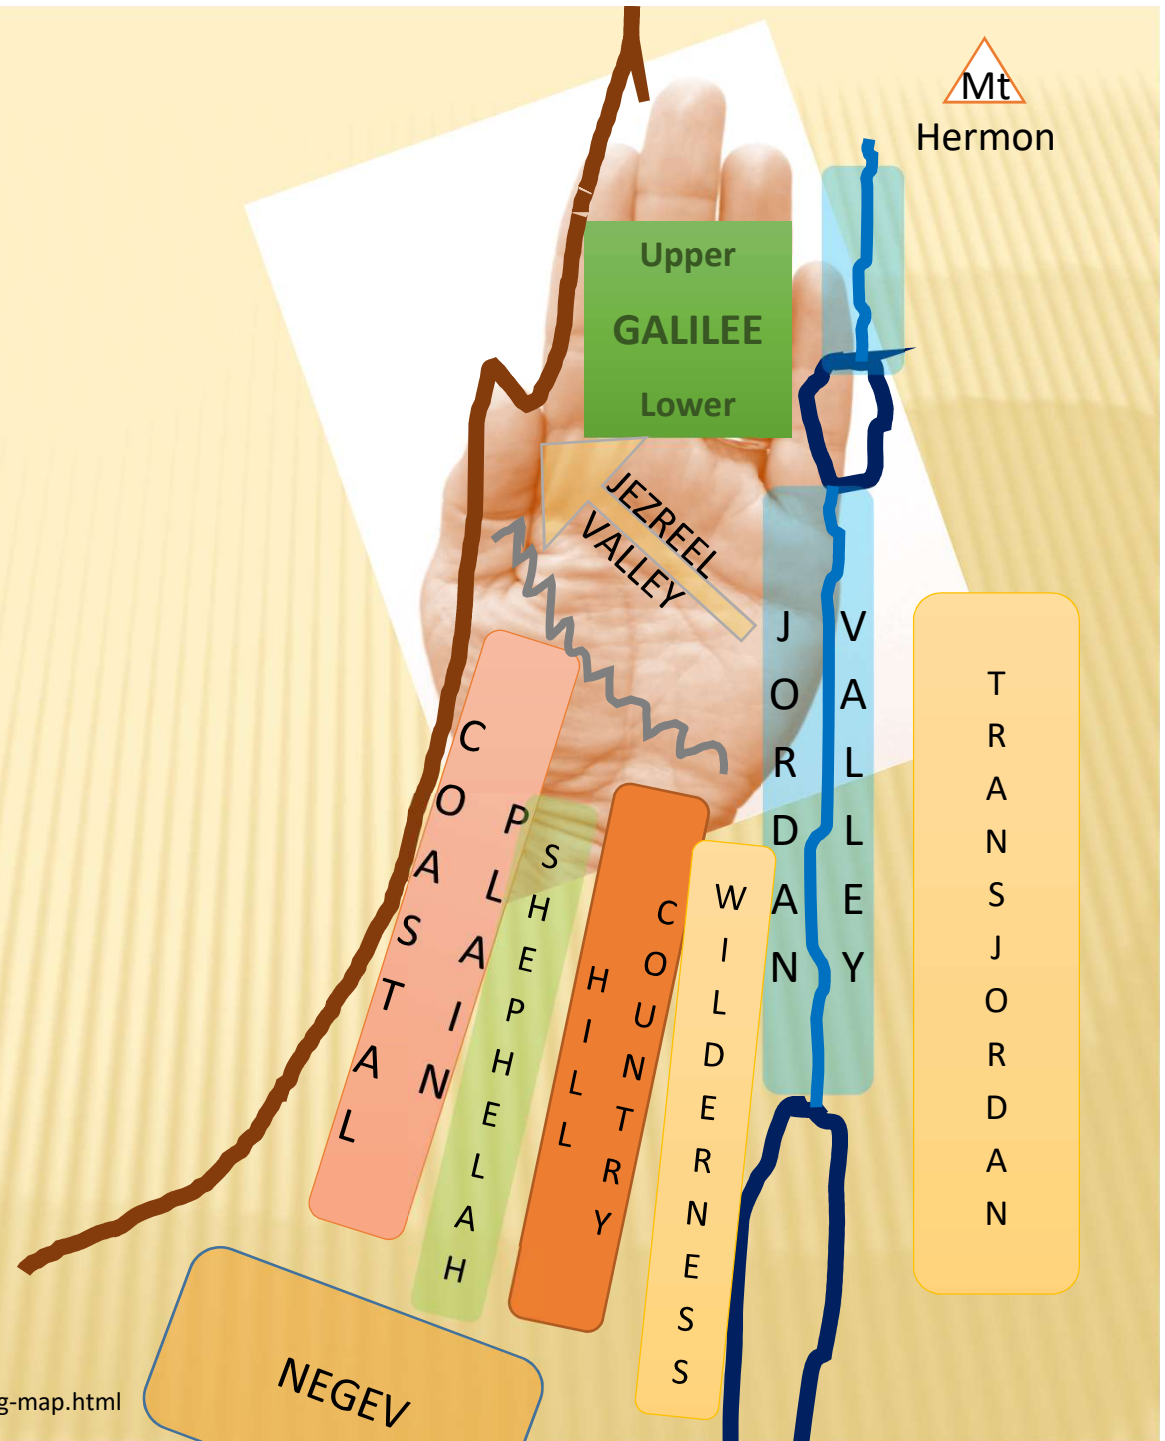 Mt
Hermon
Upper
GALILEE
Lower
JEZREEL
VALLEY
JORDAN
VALLEY
TRANSJORDAN
COASTAL
PLAIN
SHEPHELAH
HILL
COUNTRY
WILDERNESS
NEGEV
g-map.html